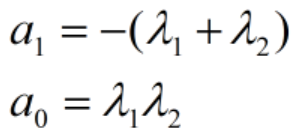 a₁ = −(λ₁ + λ₂)
a₀ = λ₁λ₂